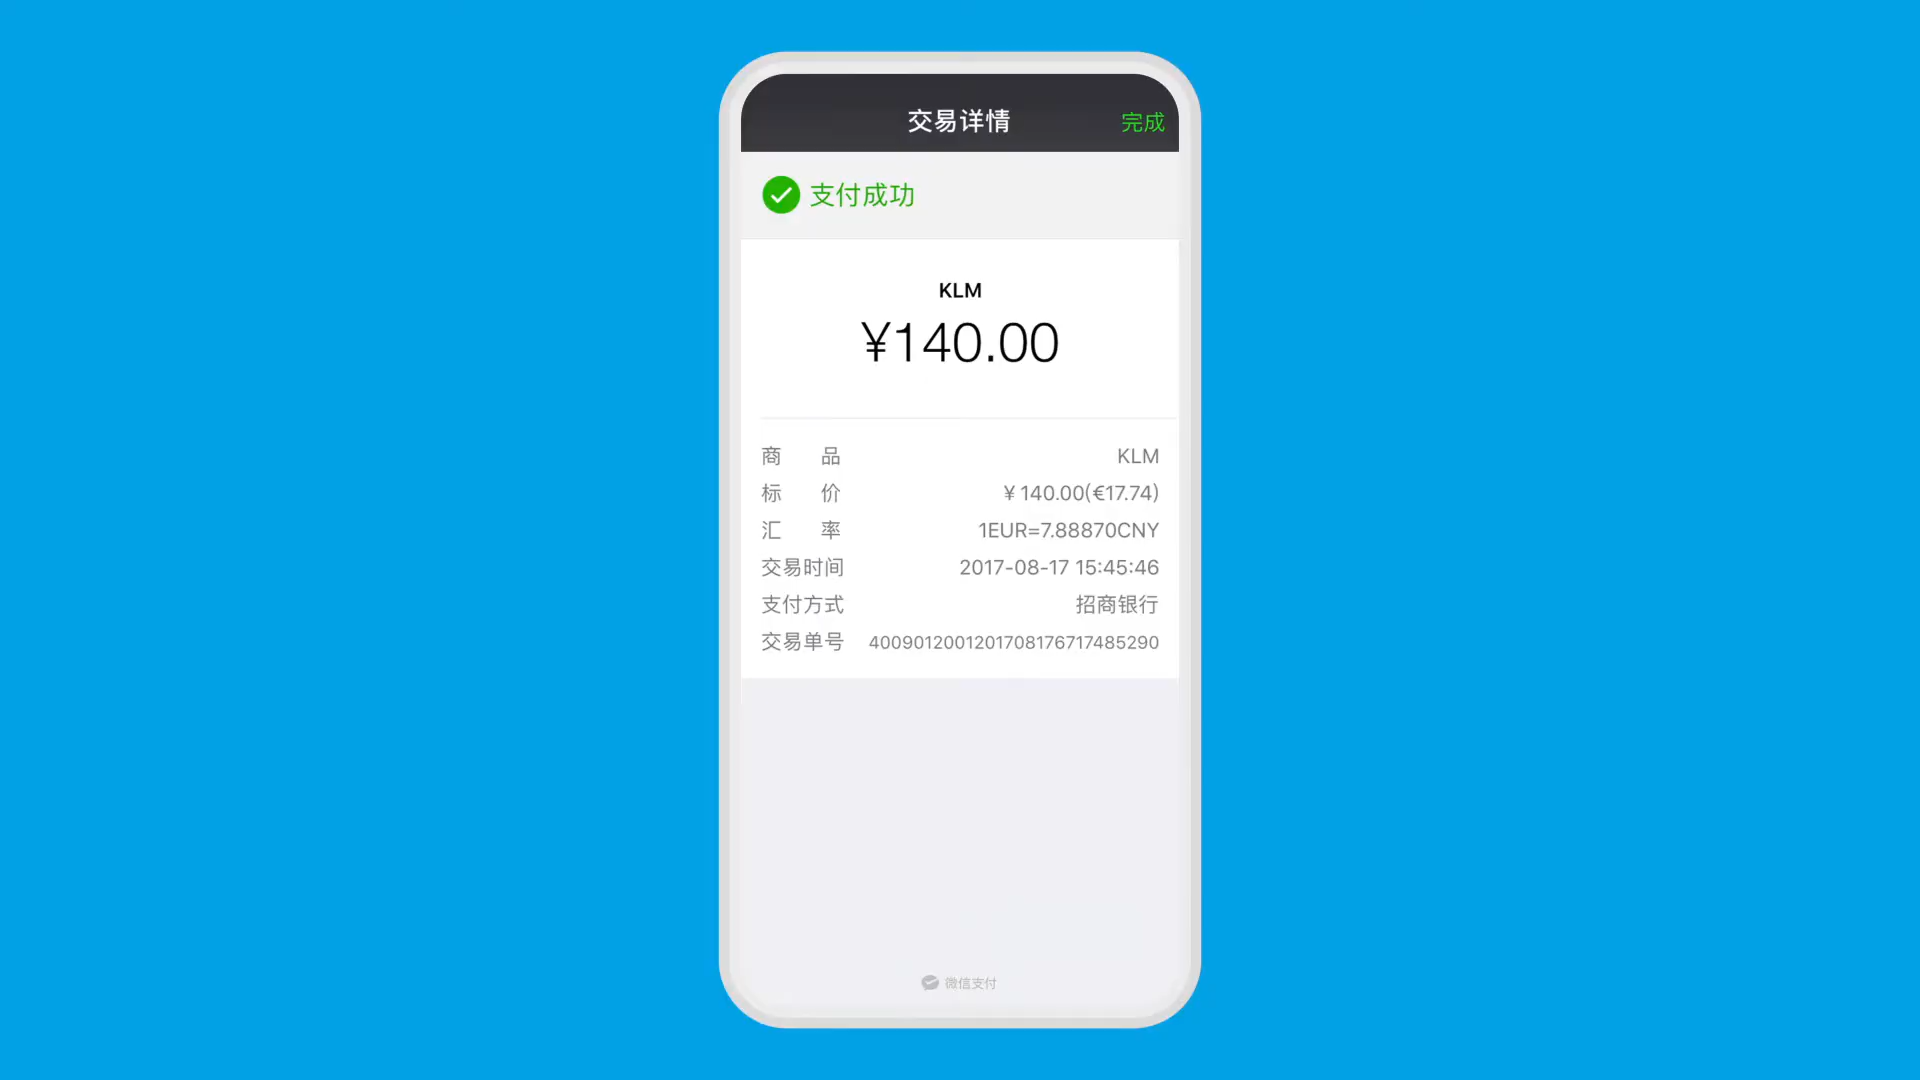 交易详情 完成
支付成功
KLM
¥140.00
商品 KLM
标价 ¥ 140.00(€17.74)
汇率 1EUR=7.88870CNY
交易时间 2017-08-17 15:45:46
支付方式 招商银行
交易单号 4009012001201708176717485290
微信支付